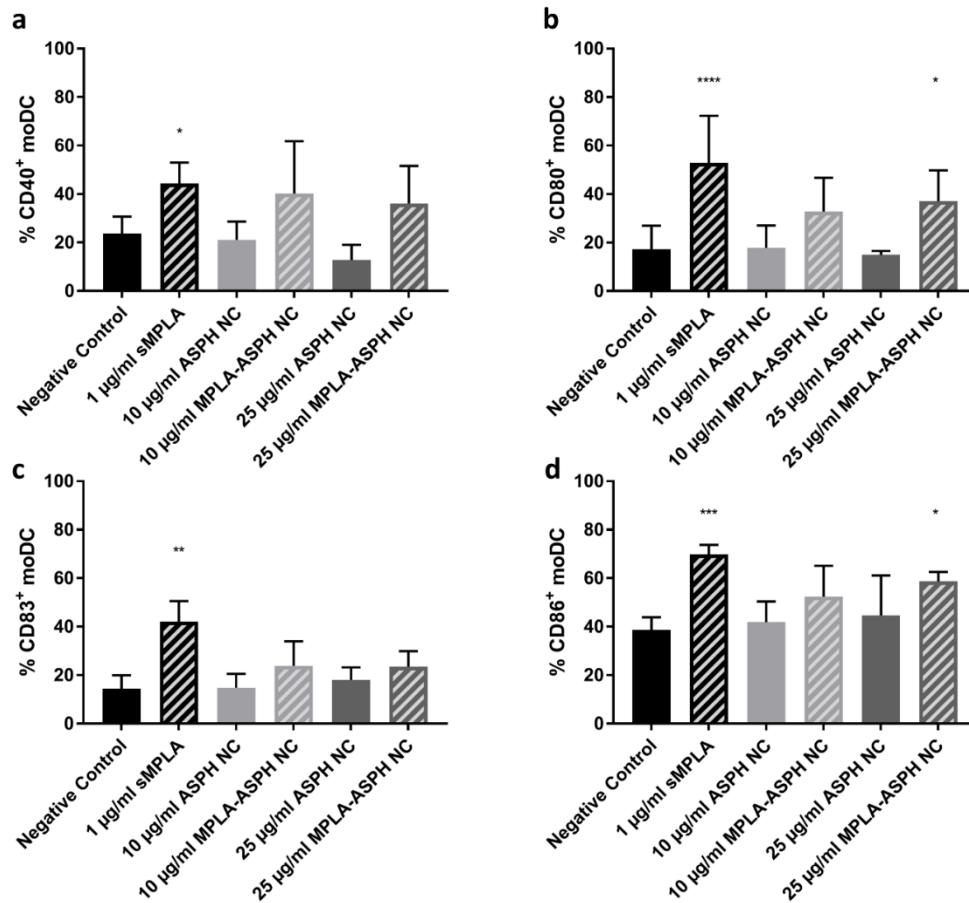 a
% CD40+ moDC
100
80
60
40
20
0
*
Negative Control
1 µg/ml sMPLA
10 µg/ml ASPH NC
10 µg/ml MPLA-ASPH NC
25 µg/ml ASPH NC
25 µg/ml MPLA-ASPH NC
b
% CD80+ moDC
100
80
60
40
20
0
****
*
Negative Control
1 µg/ml sMPLA
10 µg/ml ASPH NC
10 µg/ml MPLA-ASPH NC
25 µg/ml ASPH NC
25 µg/ml MPLA-ASPH NC
c
% CD83+ moDC
100
80
60
40
20
0
**
Negative Control
1 µg/ml sMPLA
10 µg/ml ASPH NC
10 µg/ml MPLA-ASPH NC
25 µg/ml ASPH NC
25 µg/ml MPLA-ASPH NC
d
% CD86+ moDC
100
80
60
40
20
0
***
*
Negative Control
1 µg/ml sMPLA
10 µg/ml ASPH NC
10 µg/ml MPLA-ASPH NC
25 µg/ml ASPH NC
25 µg/ml MPLA-ASPH NC